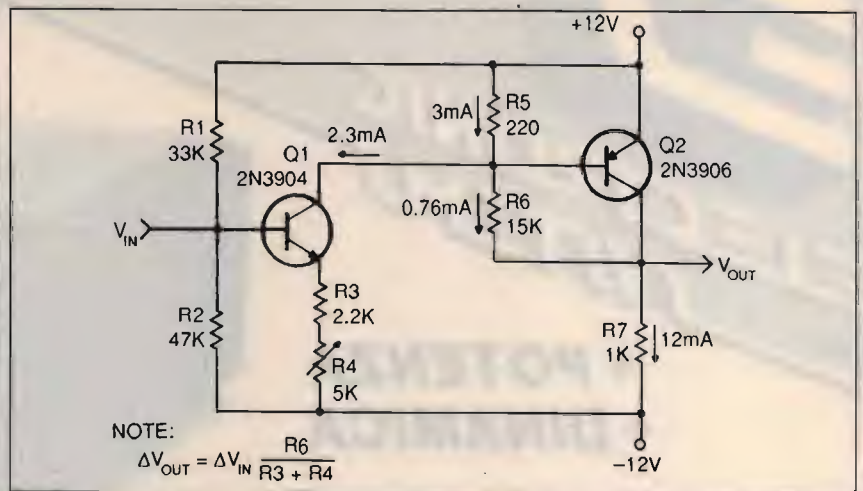 +12V
R1
33K
2.3mA
Q1
2N3904
3mA
R5
220
Q2
2N3906
0.76mA
R6
15K
V_IN
V_OUT
R3
2.2K
R2
47K
R4
5K
R7
1K
12mA
NOTE:
ΔV_OUT = ΔV_IN R6 / R3 + R4
−12V